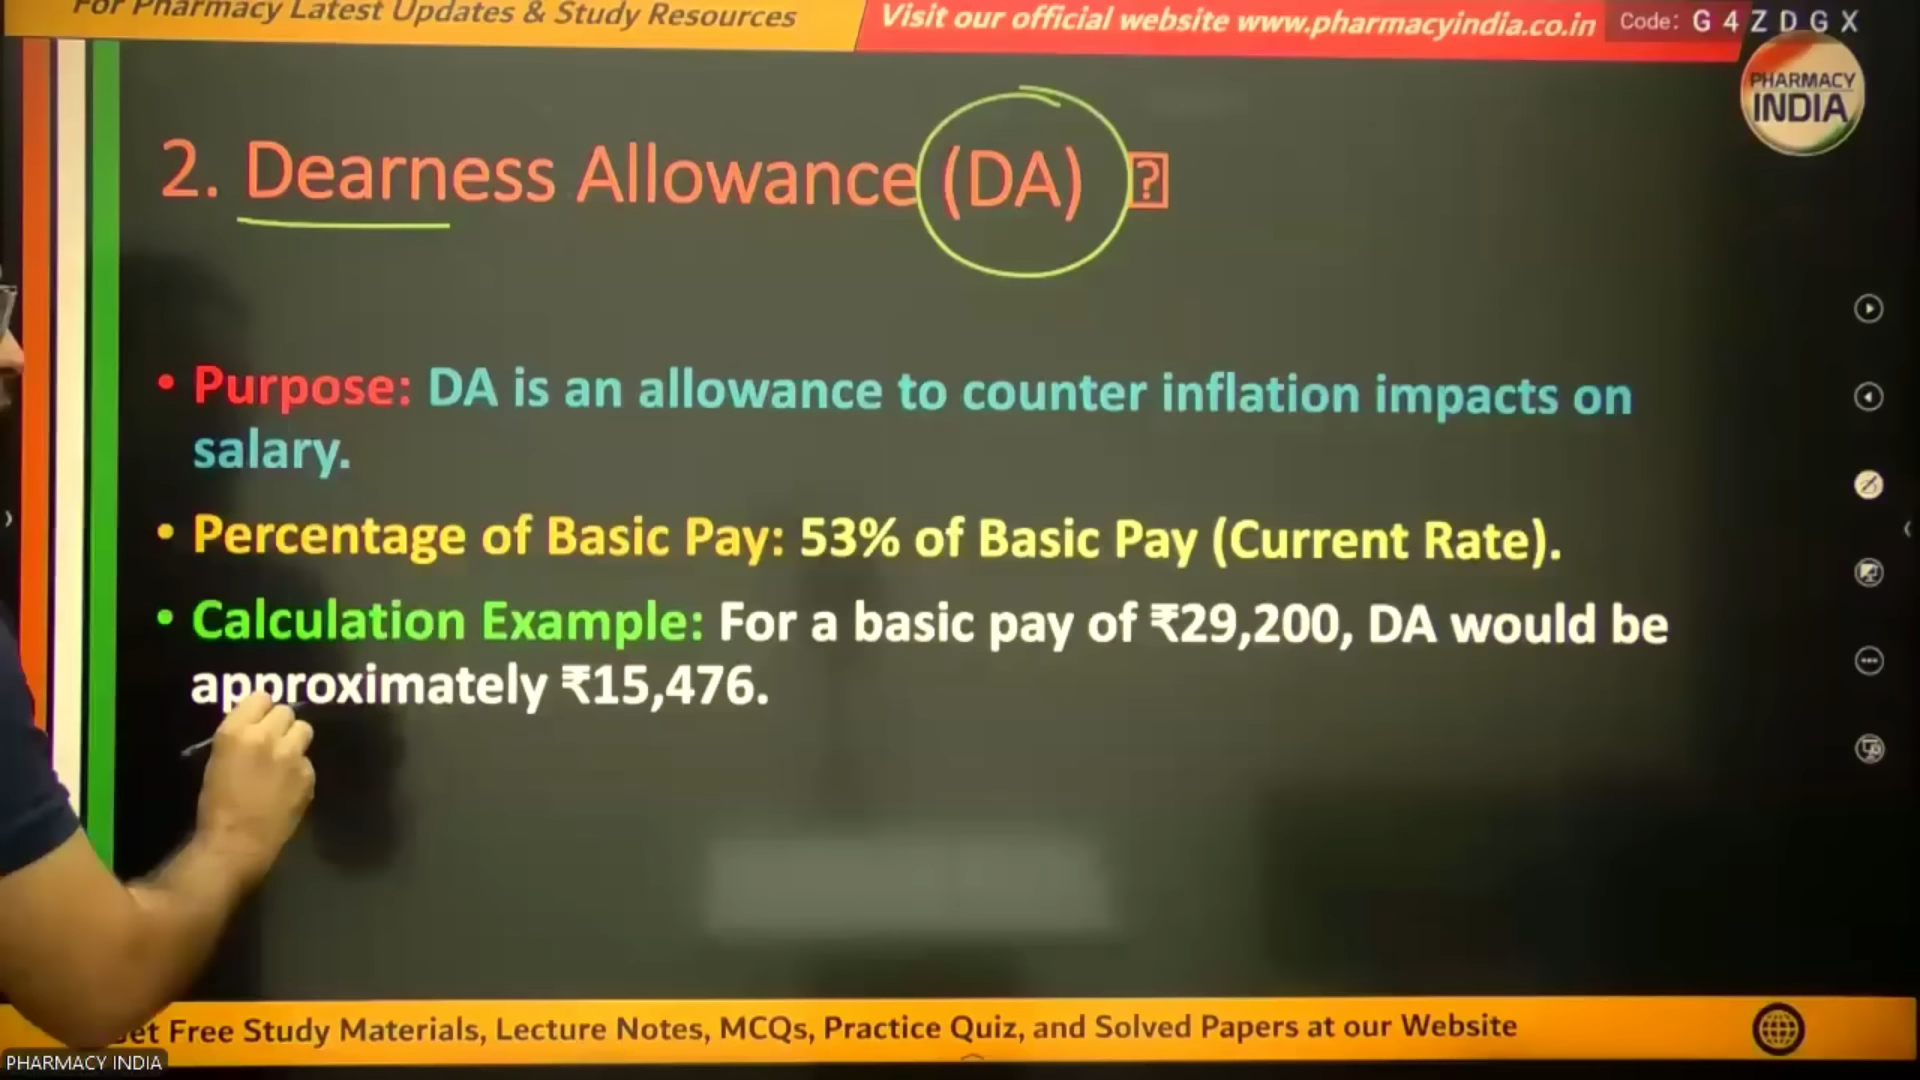 For Pharmacy Latest Updates & Study Resources
Visit our official website www.pharmacyindia.co.in
Code: G4ZDGX
PHARMACY
INDIA
2. Dearness Allowance (DA)
• Purpose: DA is an allowance to counter inflation impacts on
salary.
• Percentage of Basic Pay: 53% of Basic Pay (Current Rate).
• Calculation Example: For a basic pay of ₹29,200, DA would be
approximately ₹15,476.
Free Study Materials, Lecture Notes, MCQs, Practice Quiz, and Solved Papers at our Website
PHARMACY INDIA